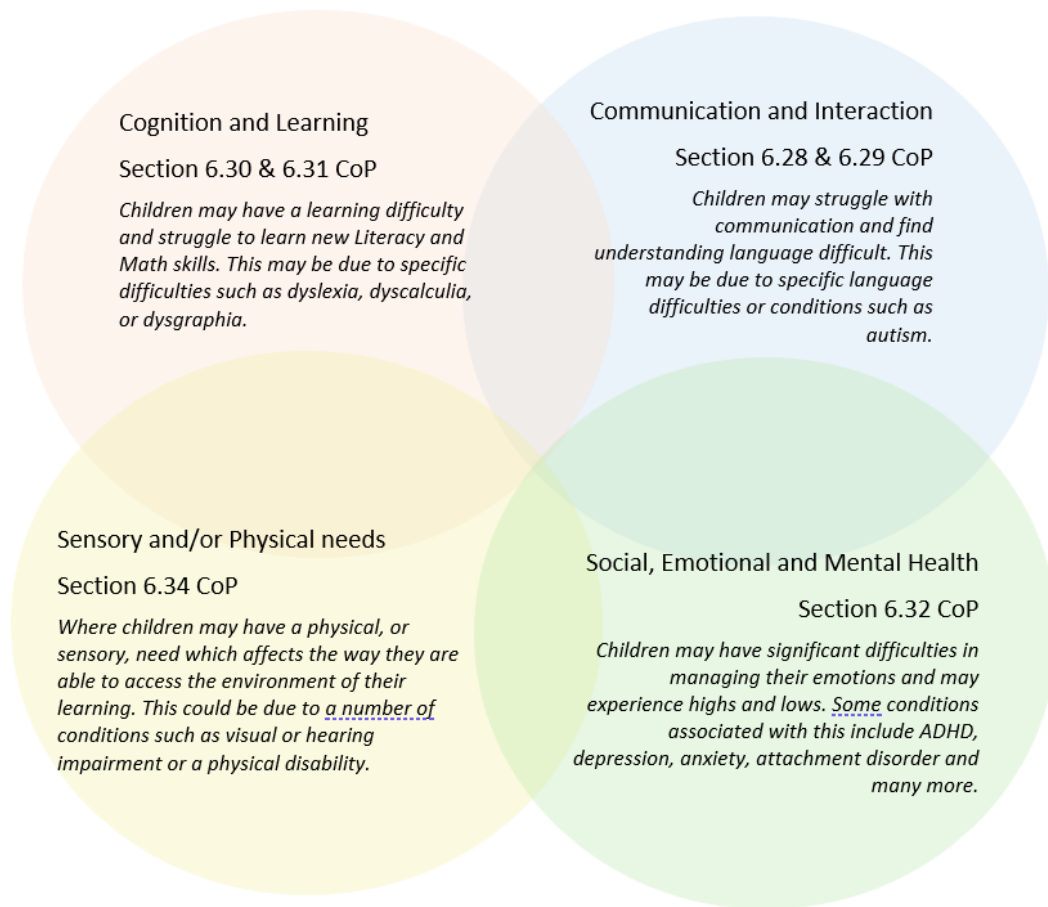 Cognition and Learning
Section 6.30 & 6.31 CoP
Children may have a learning difficulty
and struggle to learn new Literacy and
Math skills. This may be due to specific
difficulties such as dyslexia, dyscalculia,
or dysgraphia.
Communication and Interaction
Section 6.28 & 6.29 CoP
Children may struggle with
communication and find
understanding language difficult. This
may be due to specific language
difficulties or conditions such as
autism.
Sensory and/or Physical needs
Section 6.34 CoP
Where children may have a physical, or
sensory, need which affects the way they are
able to access the environment of their
learning. This could be due to a number of
conditions such as visual or hearing
impairment or a physical disability.
Social, Emotional and Mental Health
Section 6.32 CoP
Children may have significant difficulties in
managing their emotions and may
experience highs and lows. Some conditions
associated with this include ADHD,
depression, anxiety, attachment disorder and
many more.